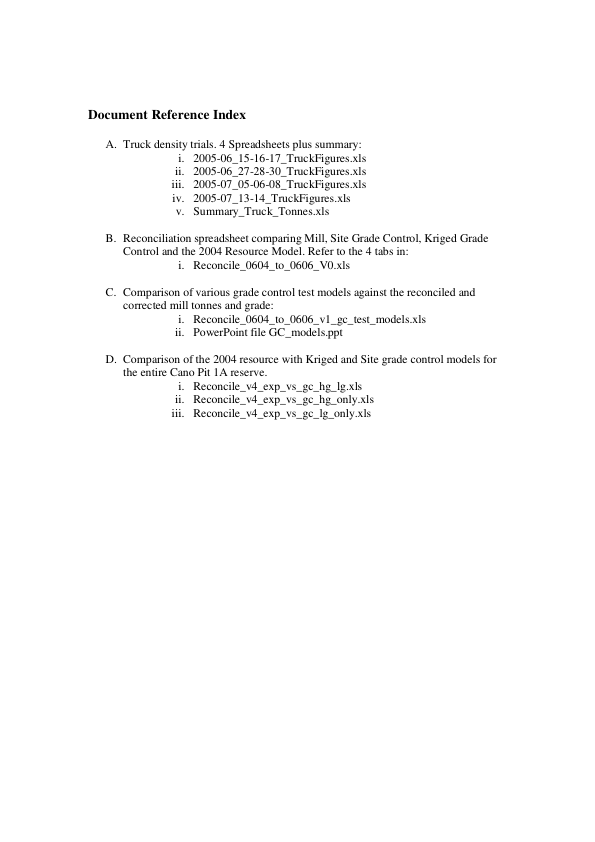 Document Reference Index
A. Truck density trials. 4 Spreadsheets plus summary:
i. 2005-06_15-16-17_TruckFigures.xls
ii. 2005-06_27-28-30_TruckFigures.xls
iii. 2005-07_05-06-08_TruckFigures.xls
iv. 2005-07_13-14_TruckFigures.xls
v. Summary_Truck_Tonnes.xls
B. Reconciliation spreadsheet comparing Mill, Site Grade Control, Kriged Grade
Control and the 2004 Resource Model. Refer to the 4 tabs in:
i. Reconcile_0604_to_0606_V0.xls
C. Comparison of various grade control test models against the reconciled and
corrected mill tonnes and grade:
i. Reconcile_0604_to_0606_v1_gc_test_models.xls
ii. PowerPoint file GC_models.ppt
D. Comparison of the 2004 resource with Kriged and Site grade control models for
the entire Cano Pit 1A reserve.
i. Reconcile_v4_exp_vs_gc_hg_lg.xls
ii. Reconcile_v4_exp_vs_gc_hg_only.xls
iii. Reconcile_v4_exp_vs_gc_lg_only.xls